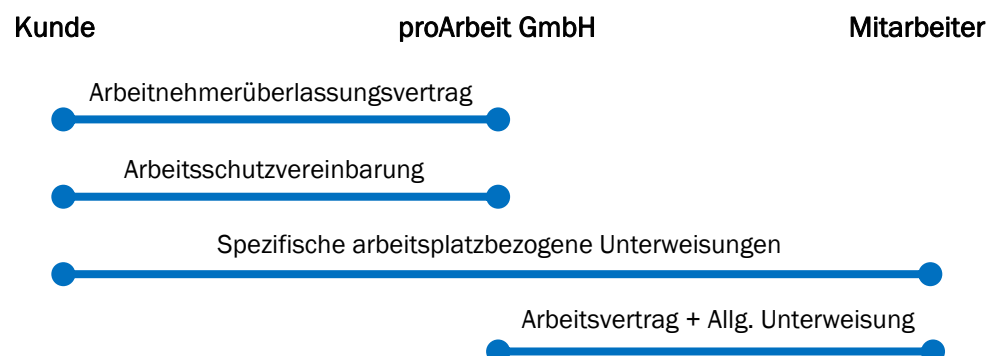 Kunde proArbeit GmbH Mitarbeiter
Arbeitnehmerüberlassungsvertrag
Arbeitsschutzvereinbarung
Spezifische arbeitsplatzbezogene Unterweisungen
Arbeitsvertrag + Allg. Unterweisung